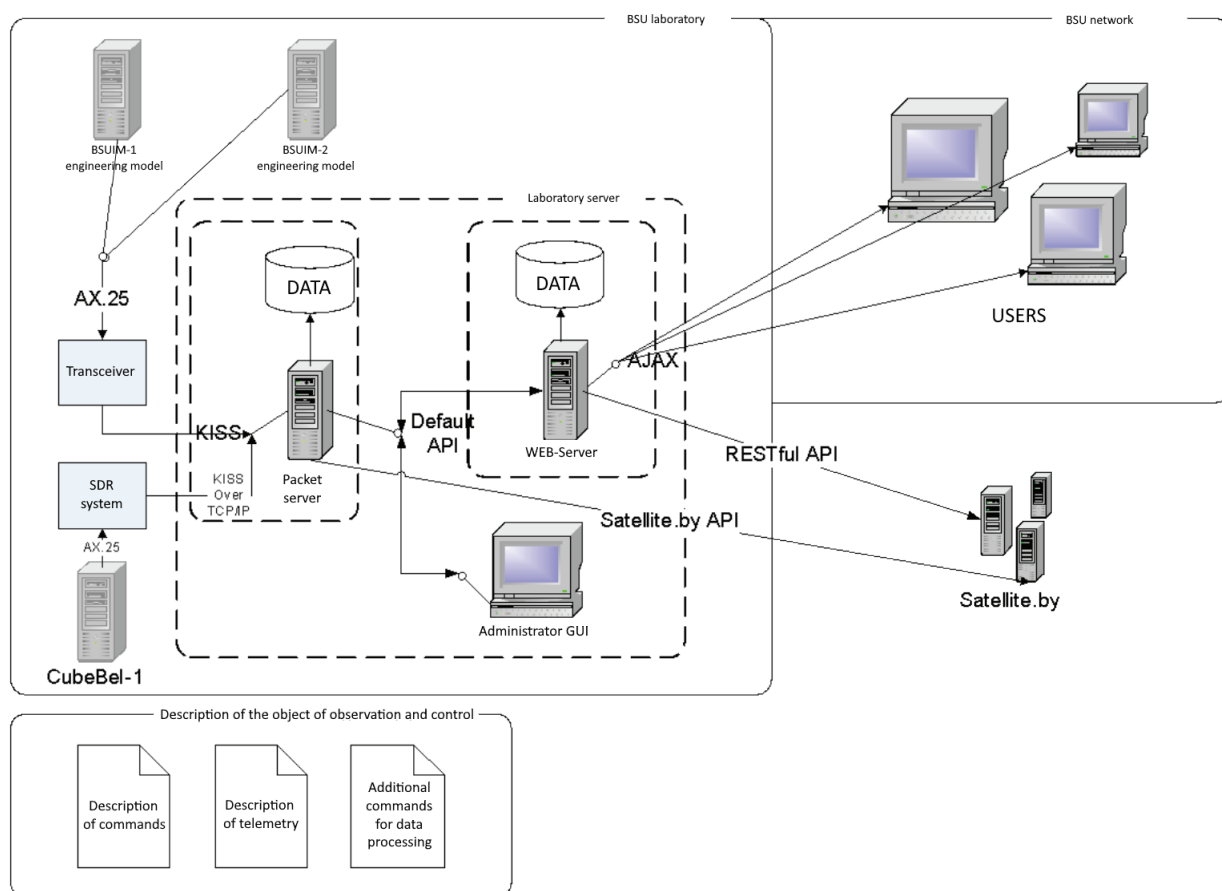 BSU laboratory
BSU network
BSUIM-1
engineering model
BSUIM-2
engineering model
Laboratory server
DATA
DATA
AX.25
USERS
Transceiver
AJAX
KISS
Default
API
WEB-Server
RESTful API
SDR
system
KISS
Over
TCP/IP
Packet
server
Satellite.by API
AX.25
Satellite.by
Administrator GUI
CubeBel-1
Description of the object of observation and control
Description
of commands
Description
of telemetry
Additional
commands
for data
processing